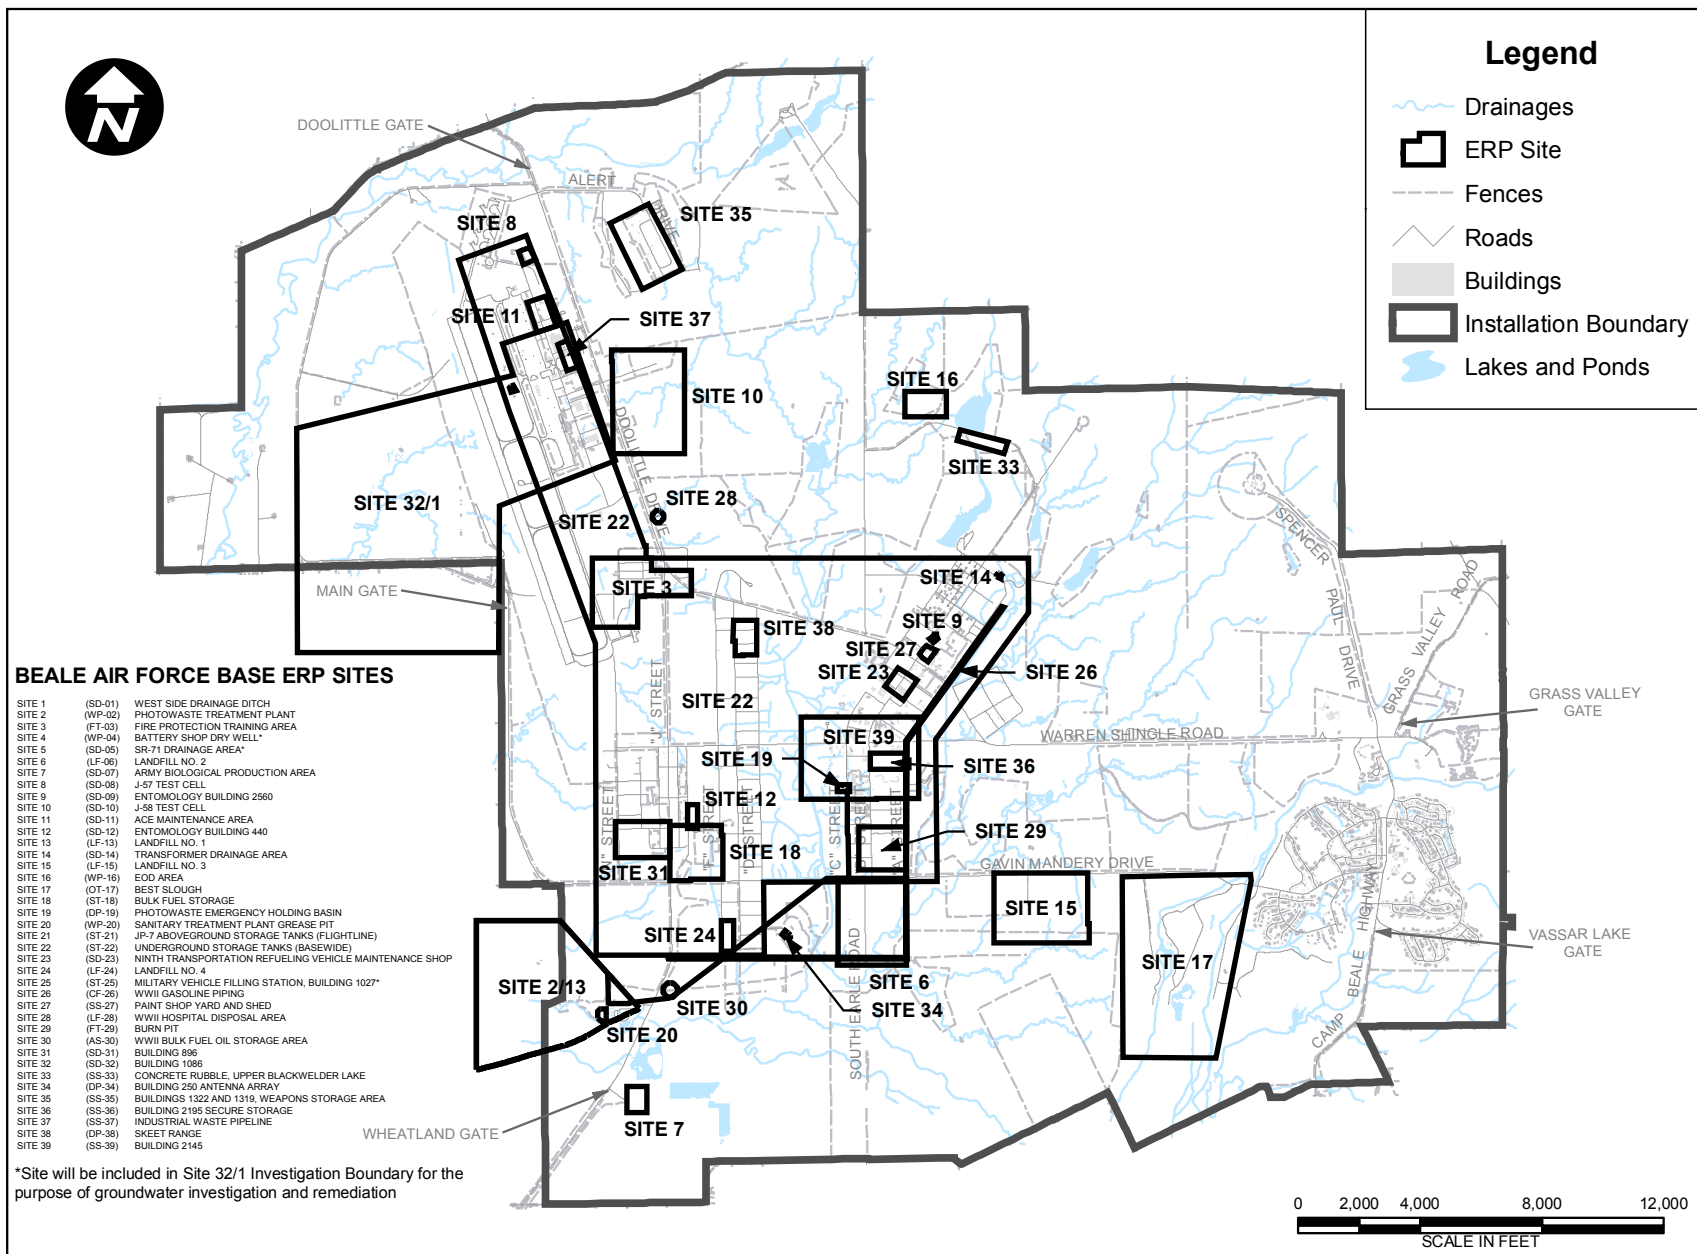 Legend
Drainages
ERP Site
Fences
Roads
Buildings
Installation Boundary
Lakes and Ponds
N
DOOLITTLE GATE
ALERT
DRIVE
SITE 35
SITE 8
SITE 11
SITE 37
SITE 10
SITE 16
SITE 33
DOOLITTLE DRIVE
SITE 32/1
SITE 22
SITE 28
SPENCER
PAUL
DRIVE
GRASS VALLEY ROAD
MAIN GATE
SITE 3
SITE 14
SITE 9
SITE 38
SITE 27
SITE 23
SITE 26
"J" STREET
SITE 22
GRASS VALLEY
GATE
WARREN SHINGLE ROAD
SITE 39
SITE 19
SITE 36
SITE 12
STREET
"F" STREET
"D" STREET
"C" STREET
STREET
"A" STREET
SITE 29
SITE 18
SITE 31
GAVIN MANDERY DRIVE
SITE 15
SITE 24
VASSAR LAKE
GATE
CAMP BEALE HIGHWAY
SITE 17
SOUTH EARLE ROAD
SITE 2/13
SITE 6
SITE 30
SITE 34
SITE 20
WHEATLAND GATE
SITE 7
BEALE AIR FORCE BASE ERP SITES
SITE 1 (SD-01) WEST SIDE DRAINAGE DITCH
SITE 2 (WP-02) PHOTOWASTE TREATMENT PLANT
SITE 3 (FT-03) FIRE PROTECTION TRAINING AREA
SITE 4 (WP-04) BATTERY SHOP DRY WELL*
SITE 5 (SD-05) SR-71 DRAINAGE AREA*
SITE 6 (LF-06) LANDFILL NO. 2
SITE 7 (SD-07) ARMY BIOLOGICAL PRODUCTION AREA
SITE 8 (SD-08) J-57 TEST CELL
SITE 9 (SD-09) ENTOMOLOGY BUILDING 2560
SITE 10 (SD-10) J-58 TEST CELL
SITE 11 (SD-11) ACE MAINTENANCE AREA
SITE 12 (SD-12) ENTOMOLOGY BUILDING 440
SITE 13 (LF-13) LANDFILL NO. 1
SITE 14 (SD-14) TRANSFORMER DRAINAGE AREA
SITE 15 (LF-15) LANDFILL NO. 3
SITE 16 (WP-16) EOD AREA
SITE 17 (OT-17) BEST SLOUGH
SITE 18 (ST-18) BULK FUEL STORAGE
SITE 19 (DP-19) PHOTOWASTE EMERGENCY HOLDING BASIN
SITE 20 (WP-20) SANITARY TREATMENT PLANT GREASE PIT
SITE 21 (ST-21) JP-7 ABOVEGROUND STORAGE TANKS (FLIGHTLINE)
SITE 22 (ST-22) UNDERGROUND STORAGE TANKS (BASEWIDE)
SITE 23 (SD-23) NINTH TRANSPORTATION REFUELING VEHICLE MAINTENANCE SHOP
SITE 24 (LF-24) LANDFILL NO. 4
SITE 25 (ST-25) MILITARY VEHICLE FILLING STATION, BUILDING 1027*
SITE 26 (CF-26) WWII GASOLINE PIPING
SITE 27 (SS-27) PAINT SHOP YARD AND SHED
SITE 28 (LF-28) WWII HOSPITAL DISPOSAL AREA
SITE 29 (FT-29) BURN PIT
SITE 30 (AS-30) WWII BULK FUEL OIL STORAGE AREA
SITE 31 (SD-31) BUILDING 896
SITE 32 (SD-32) BUILDING 1086
SITE 33 (SS-33) CONCRETE RUBBLE, UPPER BLACKWELDER LAKE
SITE 34 (DP-34) BUILDING 250 ANTENNA ARRAY
SITE 35 (SS-35) BUILDINGS 1322 AND 1319, WEAPONS STORAGE AREA
SITE 36 (SS-36) BUILDING 2195 SECURE STORAGE
SITE 37 (SS-37) INDUSTRIAL WASTE PIPELINE
SITE 38 (DP-38) SKEET RANGE
SITE 39 (SS-39) BUILDING 2145
*Site will be included in Site 32/1 Investigation Boundary for the
purpose of groundwater investigation and remediation
0 2,000 4,000 8,000 12,000
SCALE IN FEET